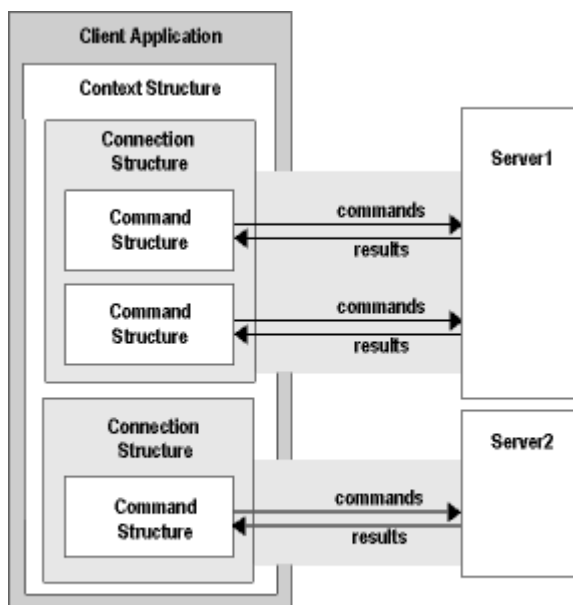 Client Application
Context Structure
Connection
Structure
Server1
Command
Structure
commands
results
Command
Structure
commands
results
Connection
Structure
Server2
Command
Structure
commands
results